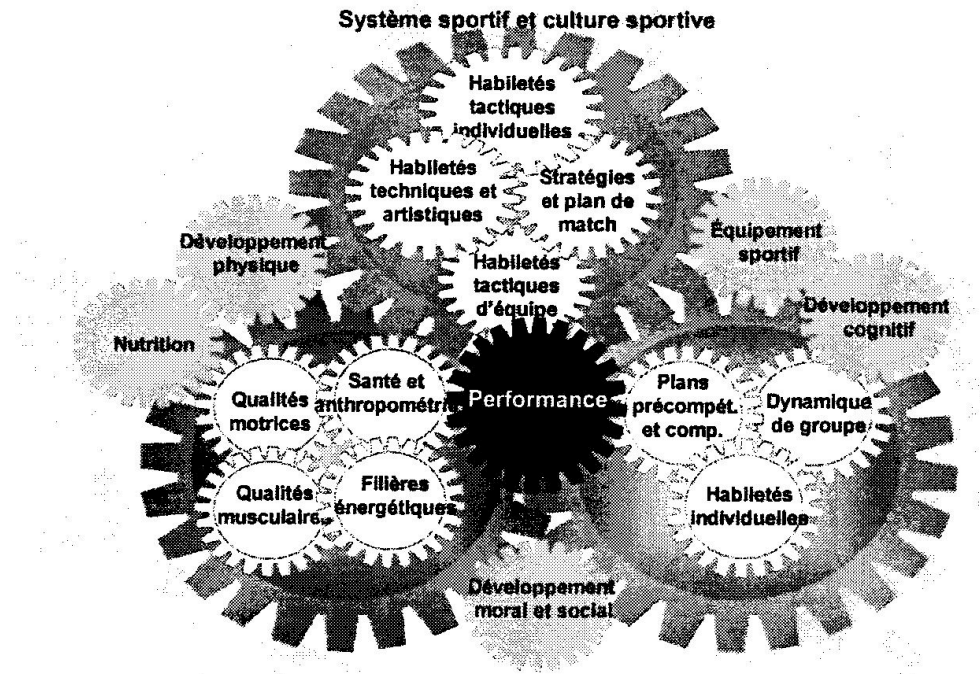 Système sportif et culture sportive
Habiletés
tactiques
individuelles
Habiletés
techniques et
artistiques
Stratégies
et plan de
match
Habiletés
tactiques
d'équipe
Développement
physique
Équipement
sportif
Nutrition
Développement
cognitif
Qualités
motrices
Santé et
anthropométrie
Performance
Plans
précompét.
et comp.
Dynamique
de groupe
Qualités
musculaires
Filières
énergétiques
Habiletés
individuelles
Développement
moral et social